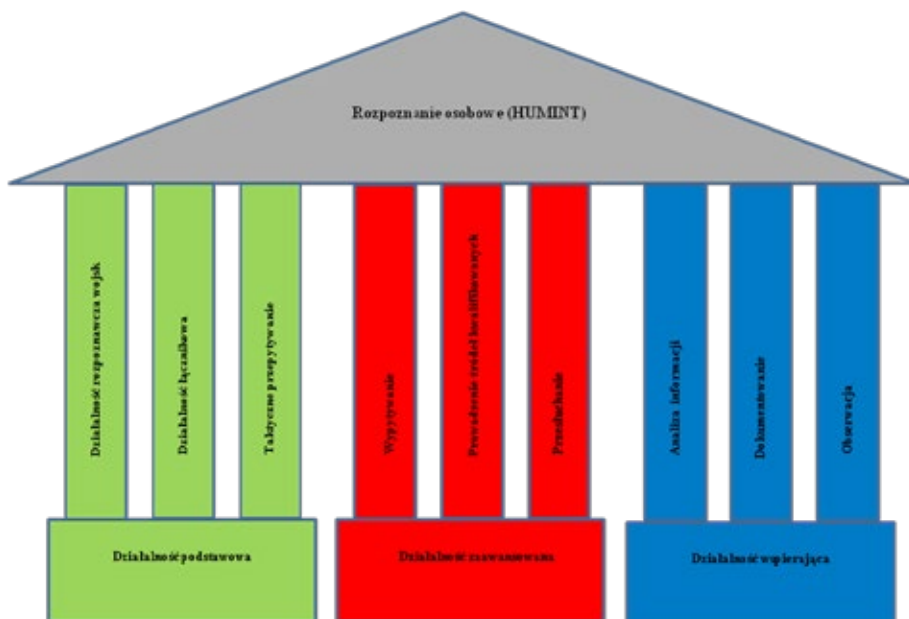 Rozpoznanie osobowe (HUMINT)
Działalność rozpoznawcza wojsk
Działalność łącznikowa
Taktyczne przepytywanie
Wypytywanie
Prowadzenie źródeł kwalifikowanych
Przesłuchanie
Analiza informacji
Dokumentowanie
Obserwacja
Działalność podstawowa
Działalność zaawansowana
Działalność wspierająca